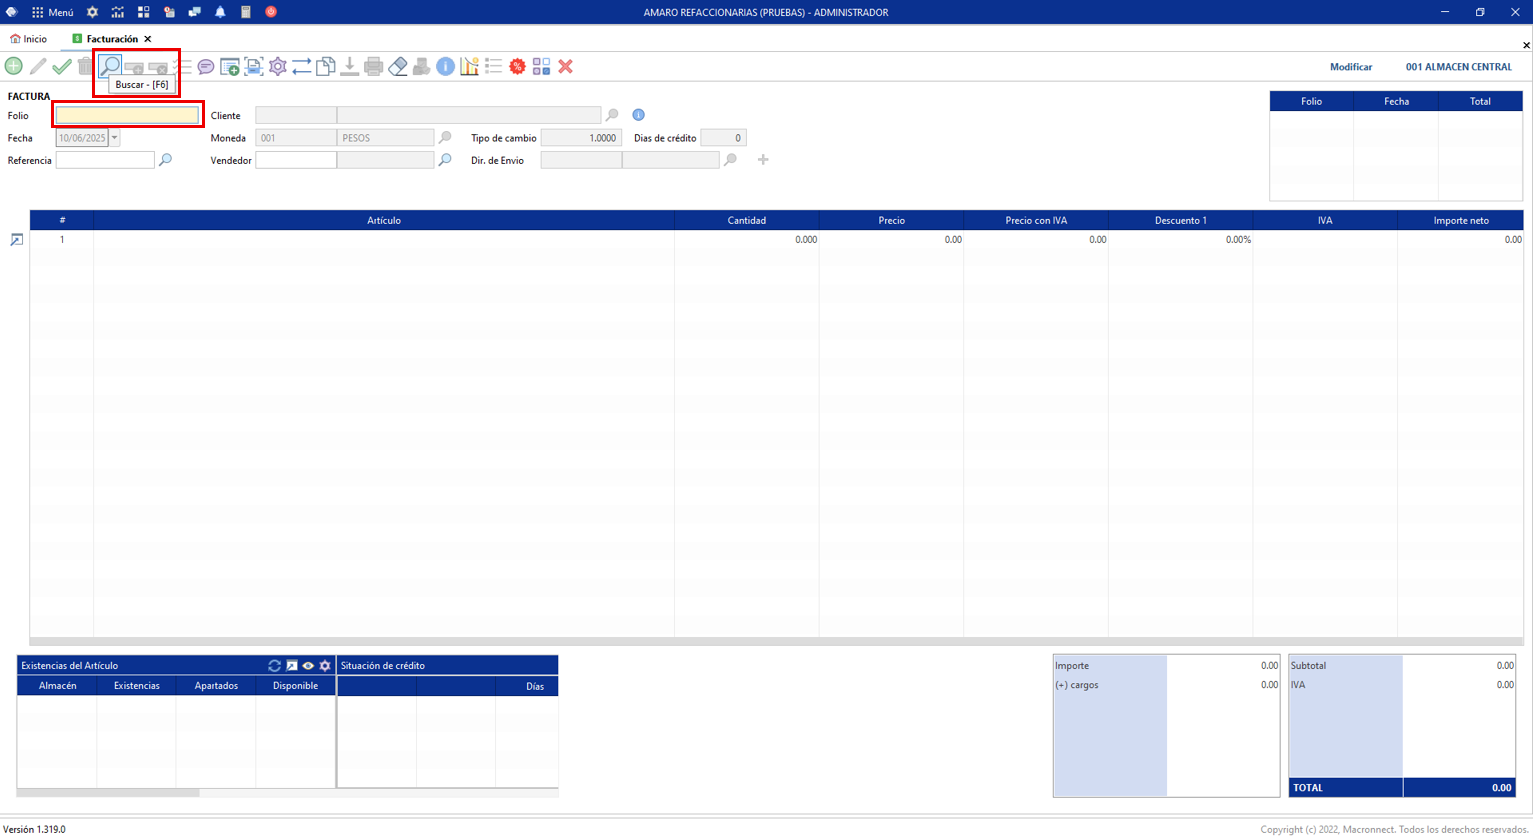 Menú AMARO REFACCIONARIAS (PRUEBAS) - ADMINISTRADOR
Inicio Facturación
Modificar 001 ALMACEN CENTRAL
Buscar - [F6]
FACTURA
Folio Cliente
Fecha 10/06/2025 Moneda 001 PESOS Tipo de cambio 1.0000 Dias de crédito 0
Referencia Vendedor Dir. de Envio
Folio Fecha Total
# Artículo Cantidad Precio Precio con IVA Descuento 1 IVA Importe neto
1 0.000 0.00 0.00 0.00% 0.00
Existencias del Artículo Situación de crédito
Almacén Existencias Apartados Disponible Días
Importe 0.00 Subtotal 0.00
(+) cargos 0.00 IVA 0.00
TOTAL 0.00
Versión 1.319.0 Copyright (c) 2022, Macronnect. Todos los derechos reservados.